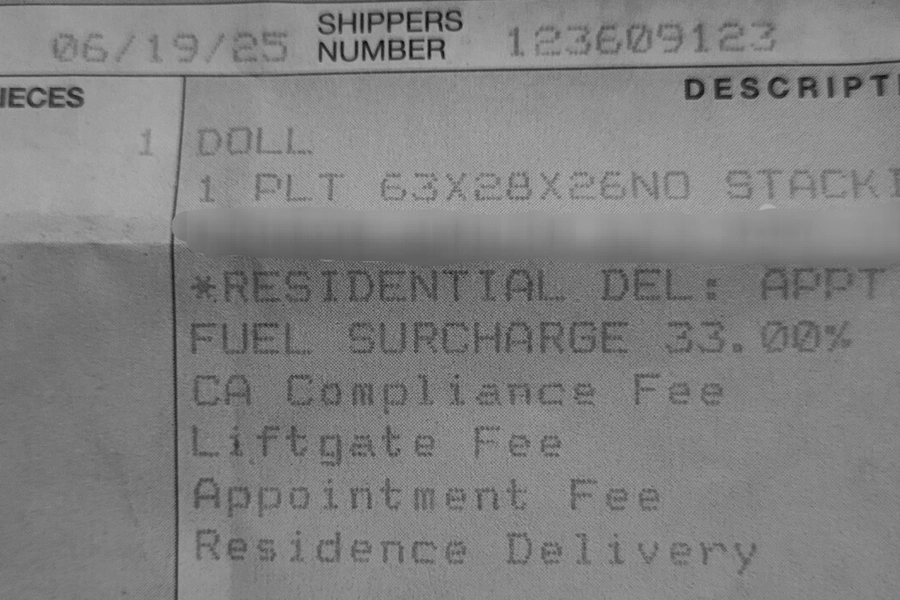 06/19/25 SHIPPERS NUMBER 123609123
IECES DESCRIPTI
1 DOLL
1 PLT 63X28X26NO STACKI
*RESIDENTIAL DEL: APPT
FUEL SURCHARGE 33.00%
CA Compliance Fee
Liftgate Fee
Appointment Fee
Residence Delivery